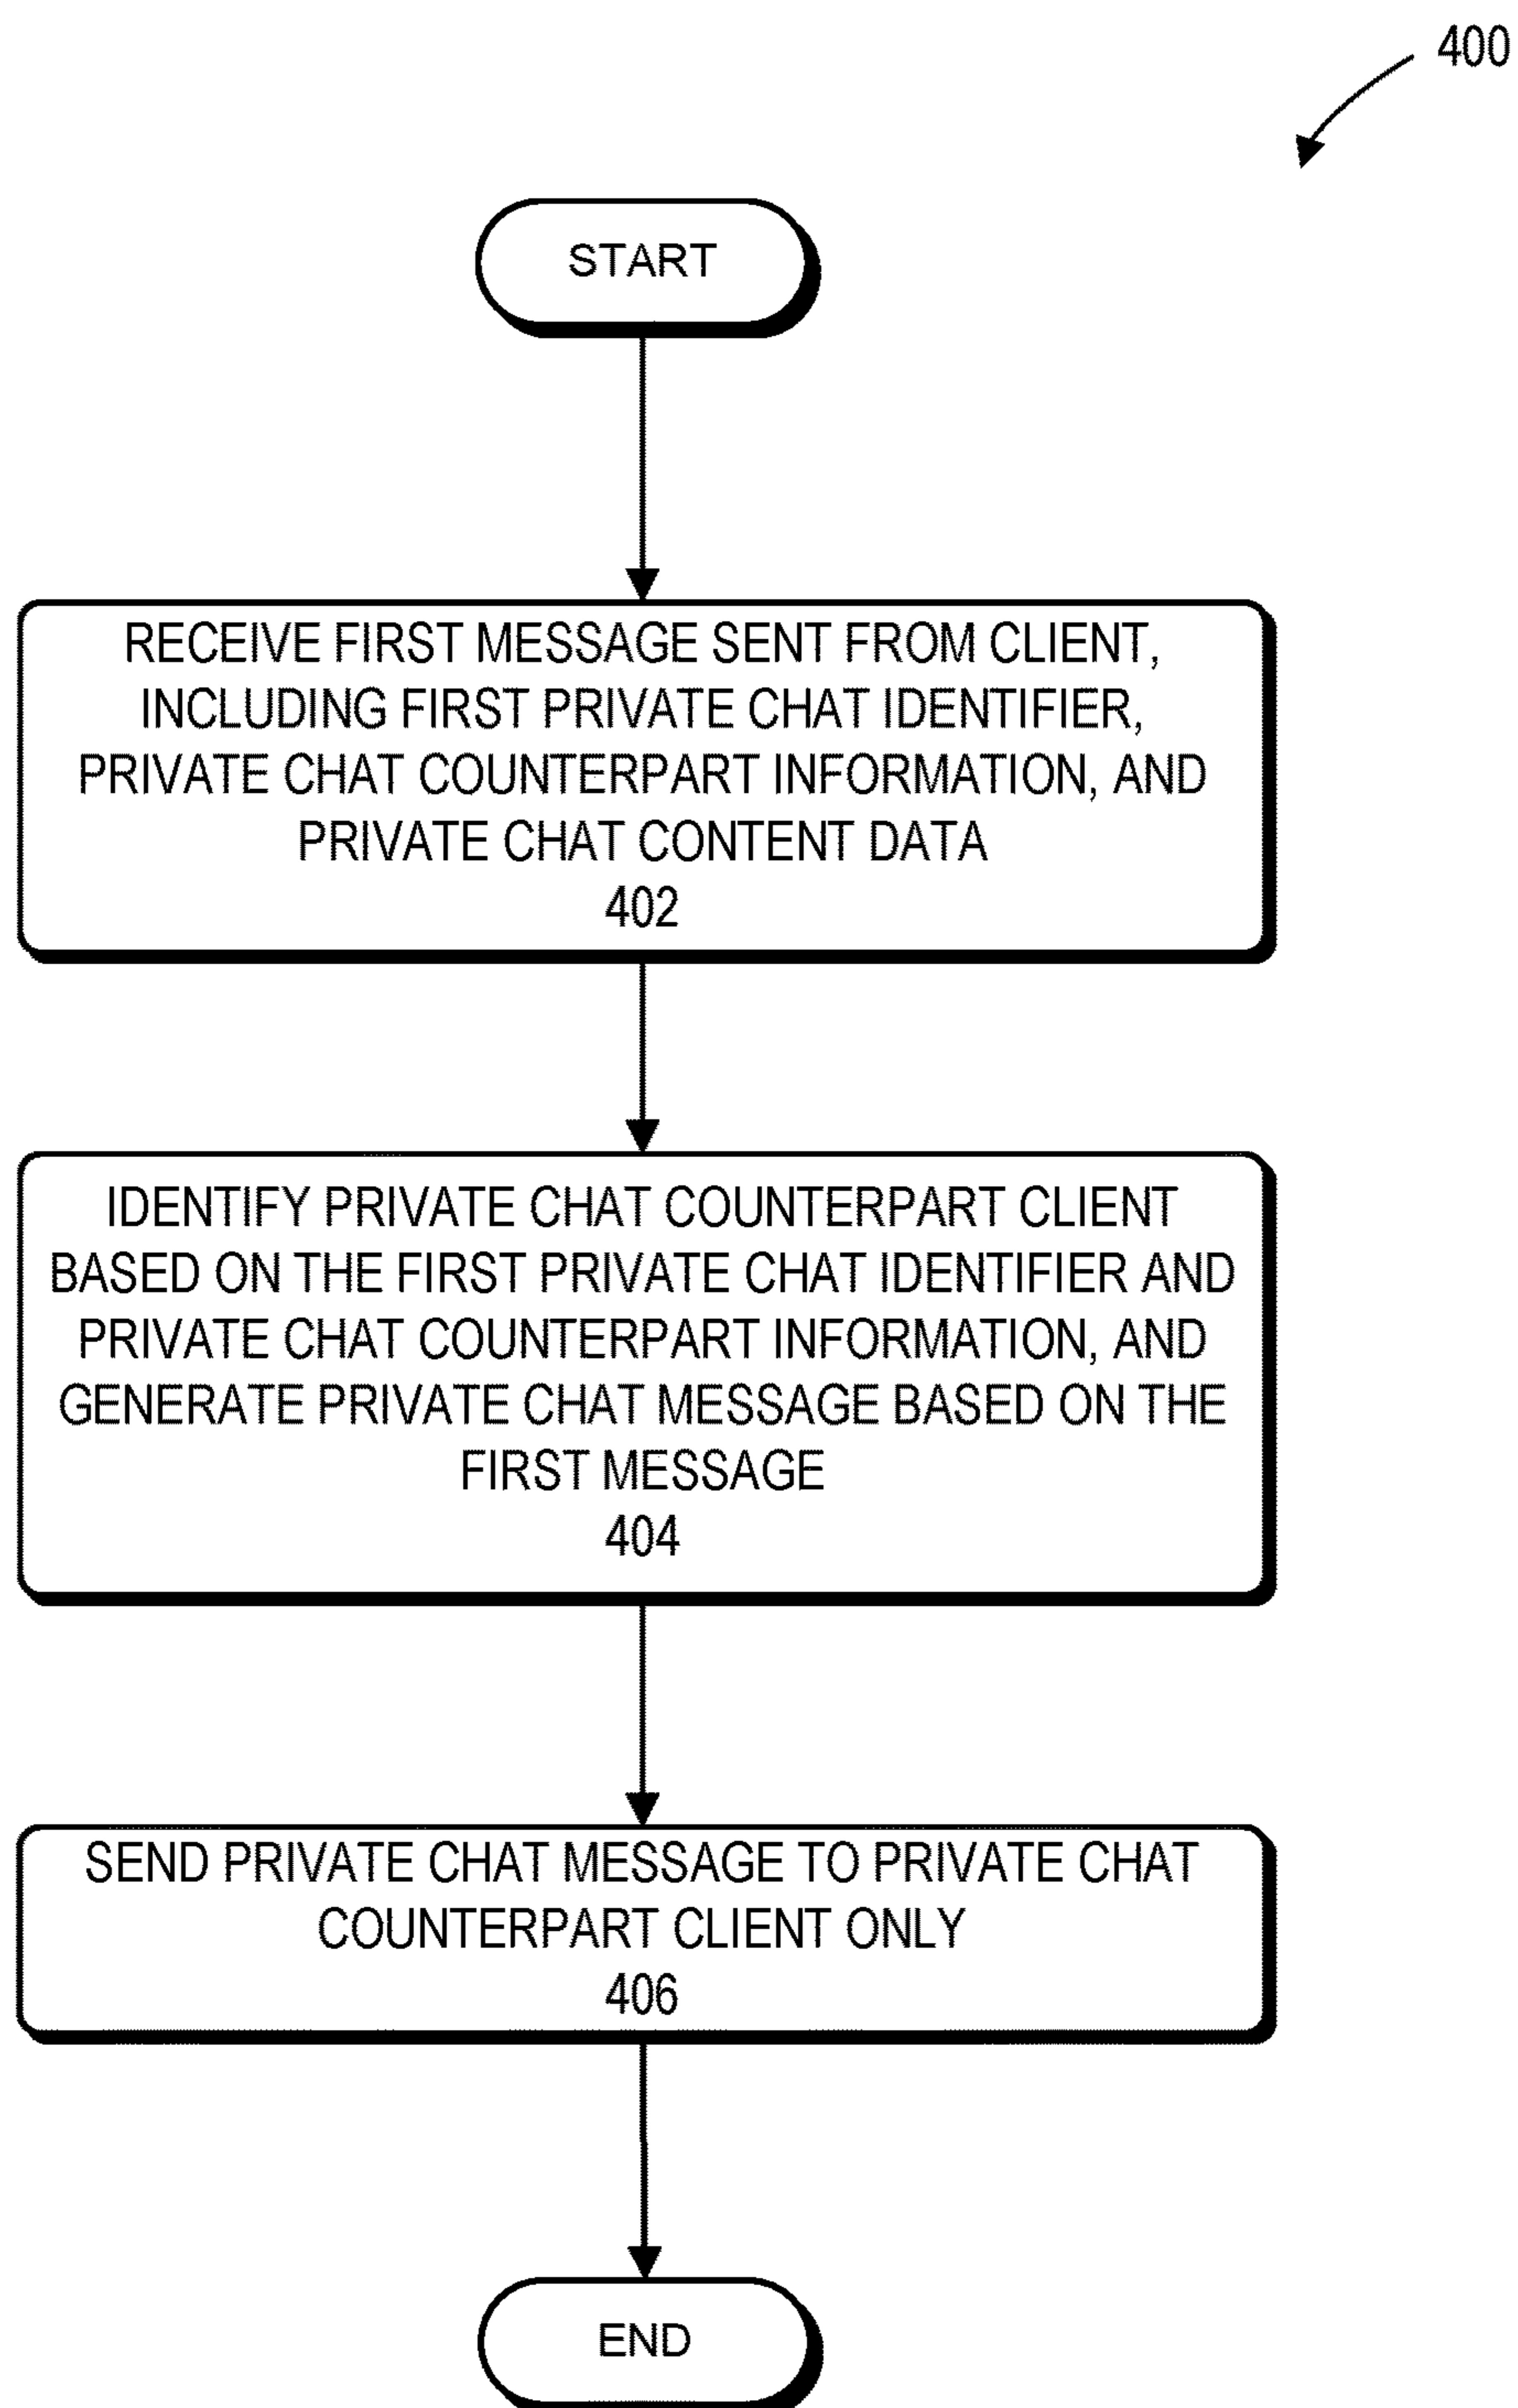 400
START
RECEIVE FIRST MESSAGE SENT FROM CLIENT,
INCLUDING FIRST PRIVATE CHAT IDENTIFIER,
PRIVATE CHAT COUNTERPART INFORMATION, AND
PRIVATE CHAT CONTENT DATA
402
IDENTIFY PRIVATE CHAT COUNTERPART CLIENT
BASED ON THE FIRST PRIVATE CHAT IDENTIFIER AND
PRIVATE CHAT COUNTERPART INFORMATION, AND
GENERATE PRIVATE CHAT MESSAGE BASED ON THE
FIRST MESSAGE
404
SEND PRIVATE CHAT MESSAGE TO PRIVATE CHAT
COUNTERPART CLIENT ONLY
406
END